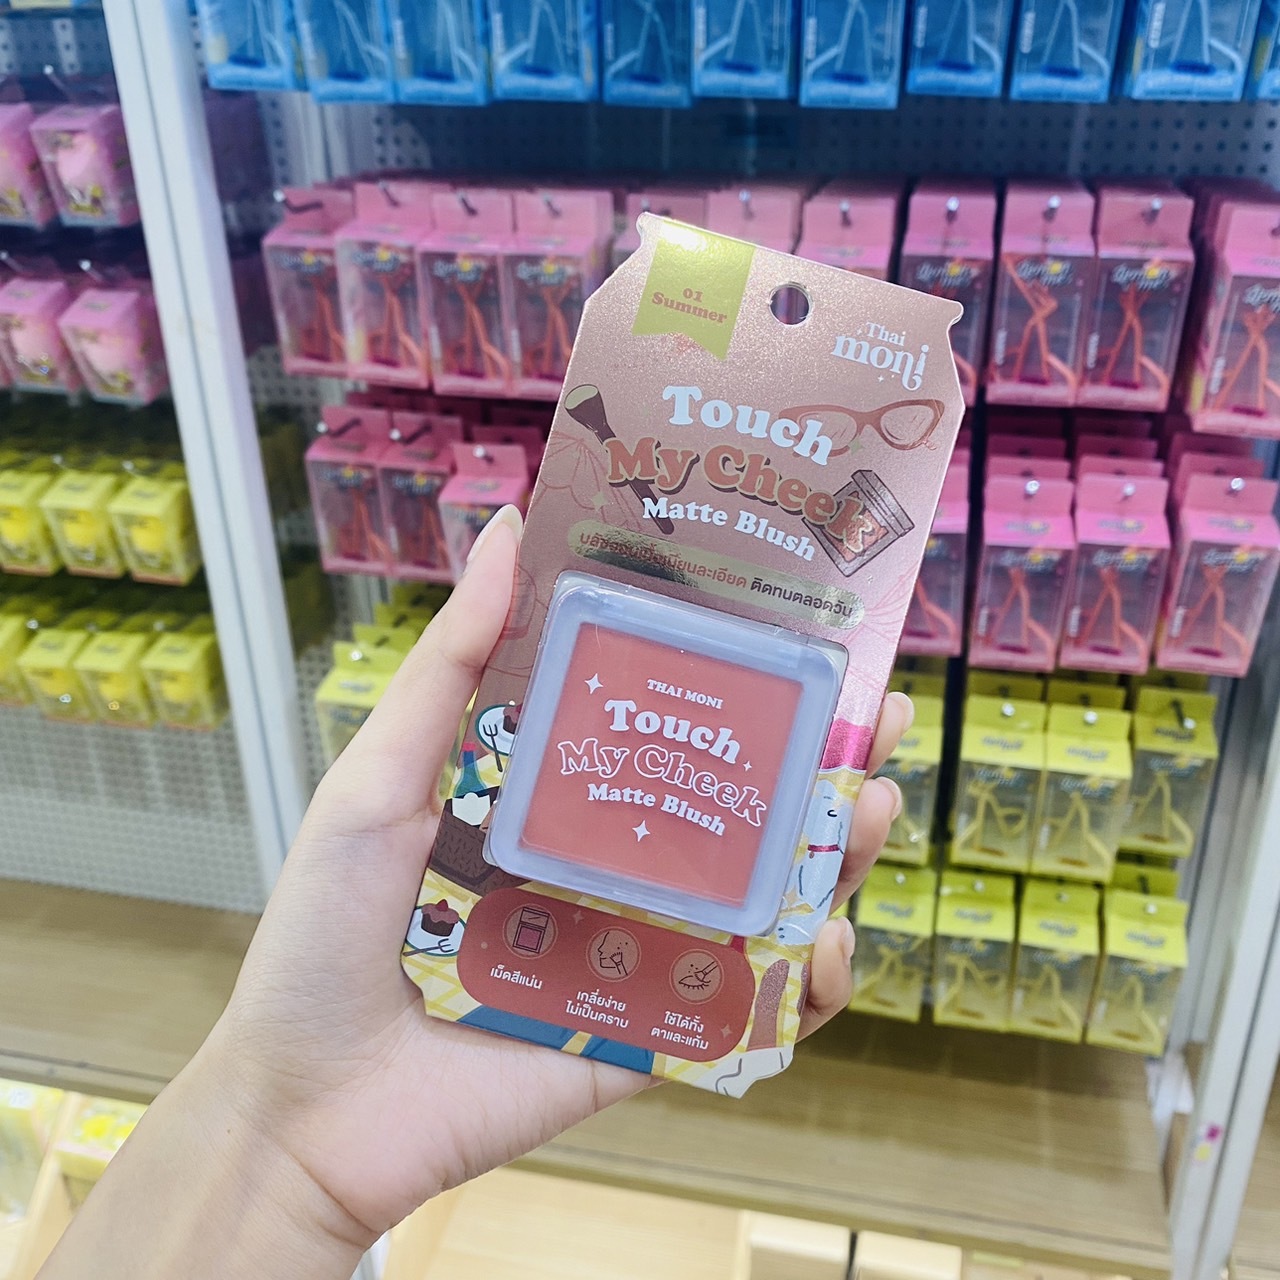 01
Summer
Thai
moni
Touch
My Cheek
Matte Blush
ติดทนตลอดวัน
THAI MONI
Touch
My Cheek
Matte Blush
เม็ดสีแน่น
เกลี่ยง่าย
ไม่เป็นคราบ
ใช้ได้ทั้ง
ตาและแก้ม